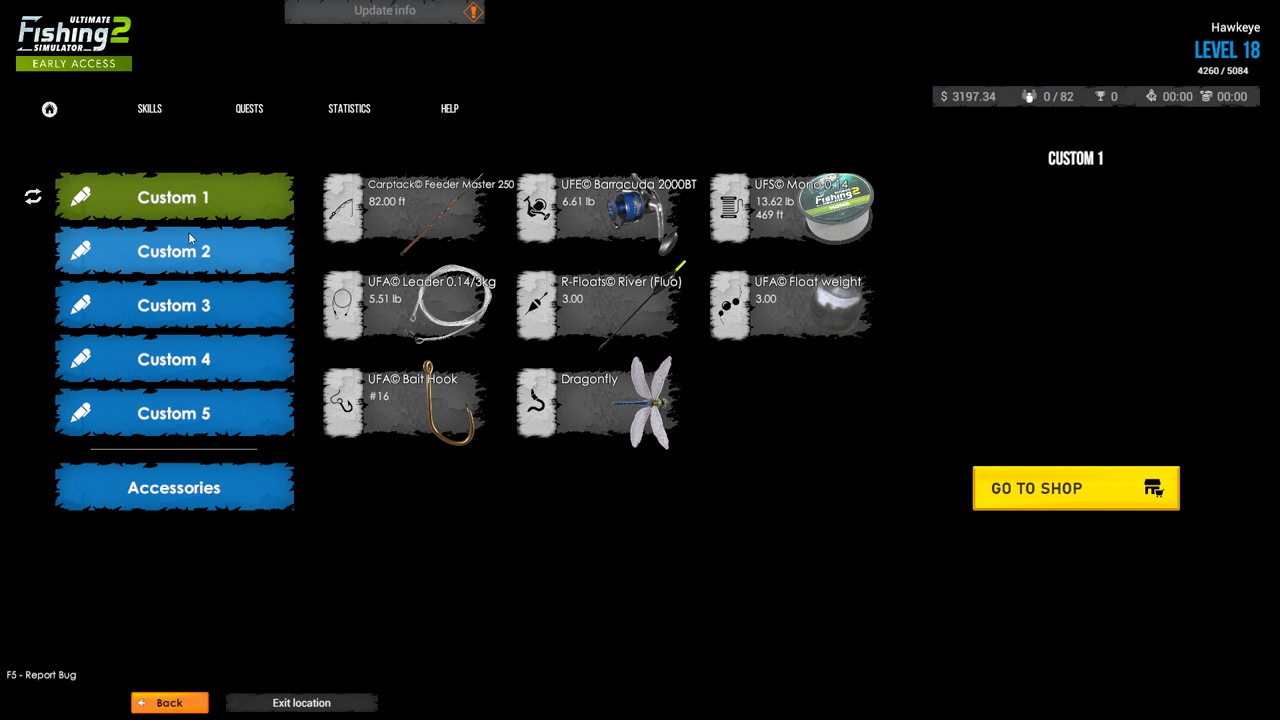 Update info
ULTIMATE
Fishing 2
SIMULATOR
EARLY ACCESS
Hawkeye
LEVEL 18
4260 / 5084
SKILLS QUESTS STATISTICS HELP
$ 3197.34 0 / 82 0 00:00 00:00
CUSTOM 1
Custom 1
Custom 2
Custom 3
Custom 4
Custom 5
Accessories
Carptack© Feeder Master 250
82.00 ft
UFE© Barracuda 2000BT
6.61 lb
UFS© Mono 0.14
13.62 lb
469 ft
Fishing 2
UFA© Leader 0.14/3kg
5.51 lb
R-Floats© River (Fluo)
3.00
UFA© Float weight
3.00
UFA© Bait Hook
#16
Dragonfly
GO TO SHOP
F5 - Report Bug
Back
Exit location